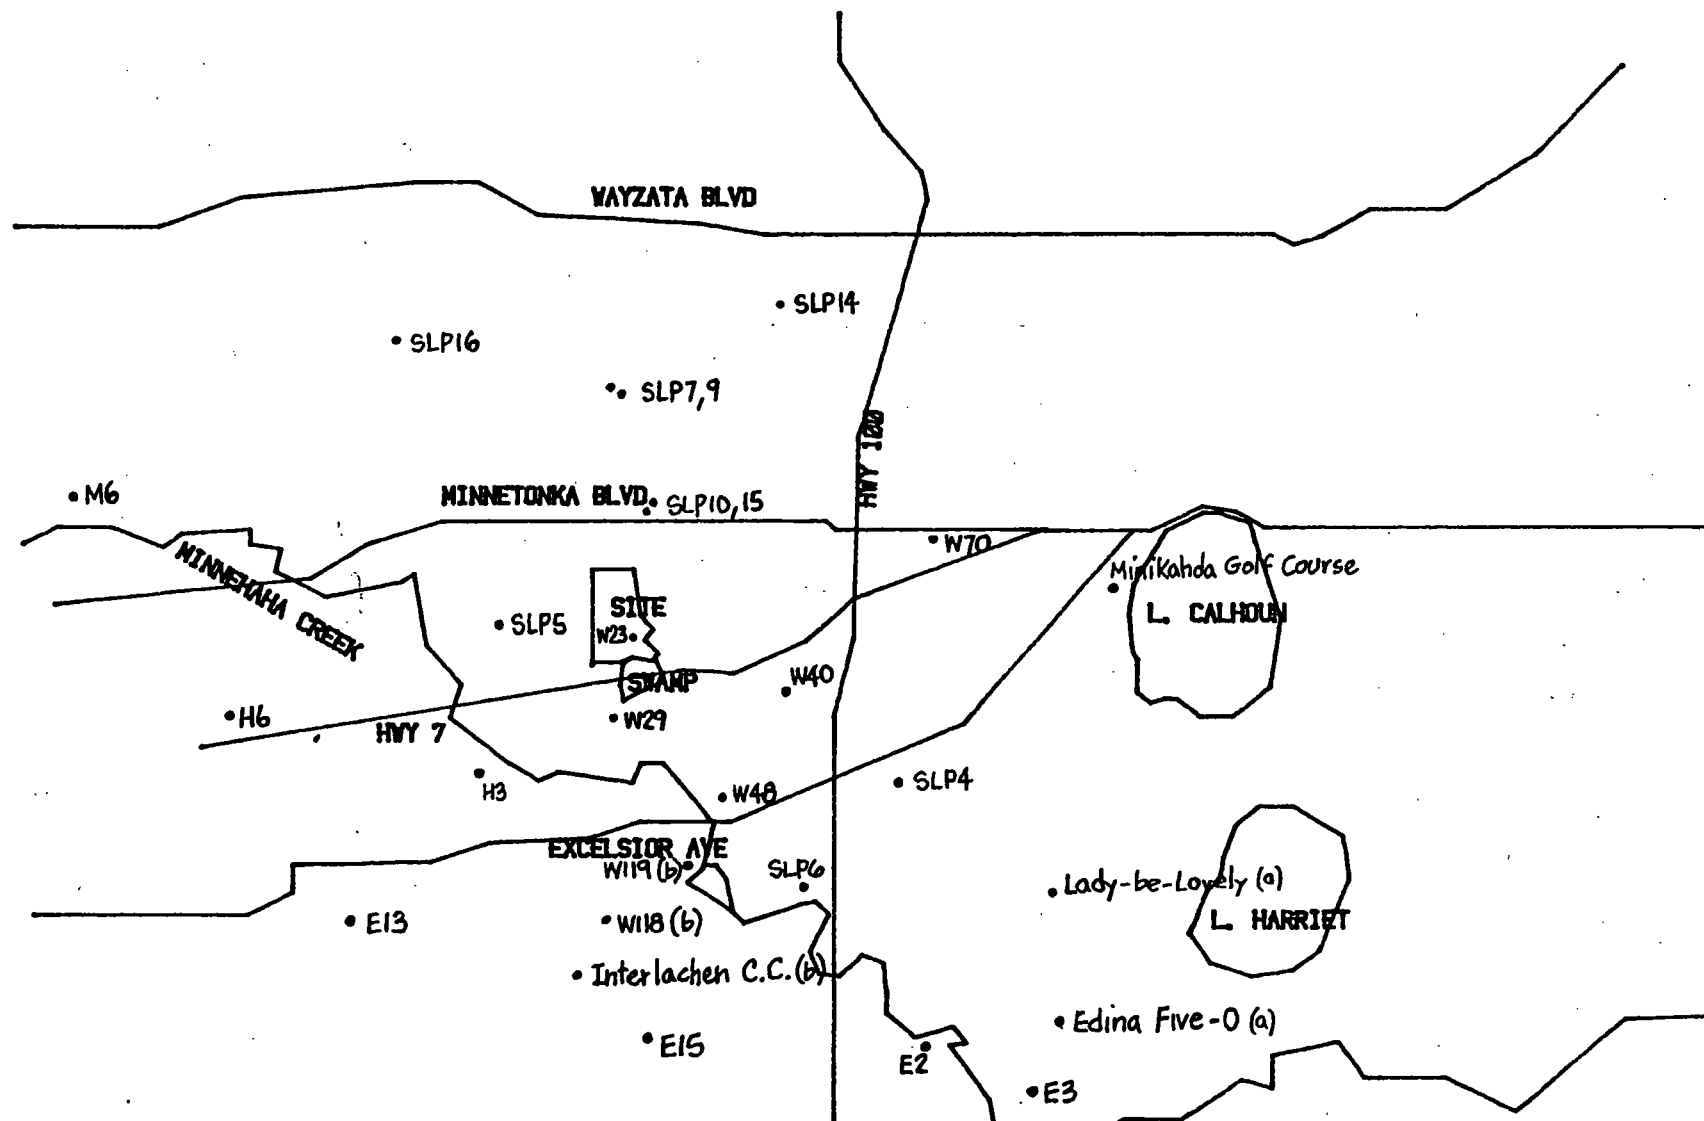 WAYZATA BLVD
SLP14
SLP16
SLP7,9
HWY 100
M6
MINNETONKA BLVD.
SLP10,15
W70
MINNEHAHA CREEK
Minikahda Golf Course
SITE
L. CALHOUN
SLP5
W23
W40
SWAMP
H6
W29
HWY 7
H3
W48
SLP4
EXCELSIOR AVE
W119 (b)
SLP6
Lady-be-Lovely (a)
E13
W118 (b)
L. HARRIET
Interlachen C.C. (b)
Edina Five-O (a)
E15
E2
E3